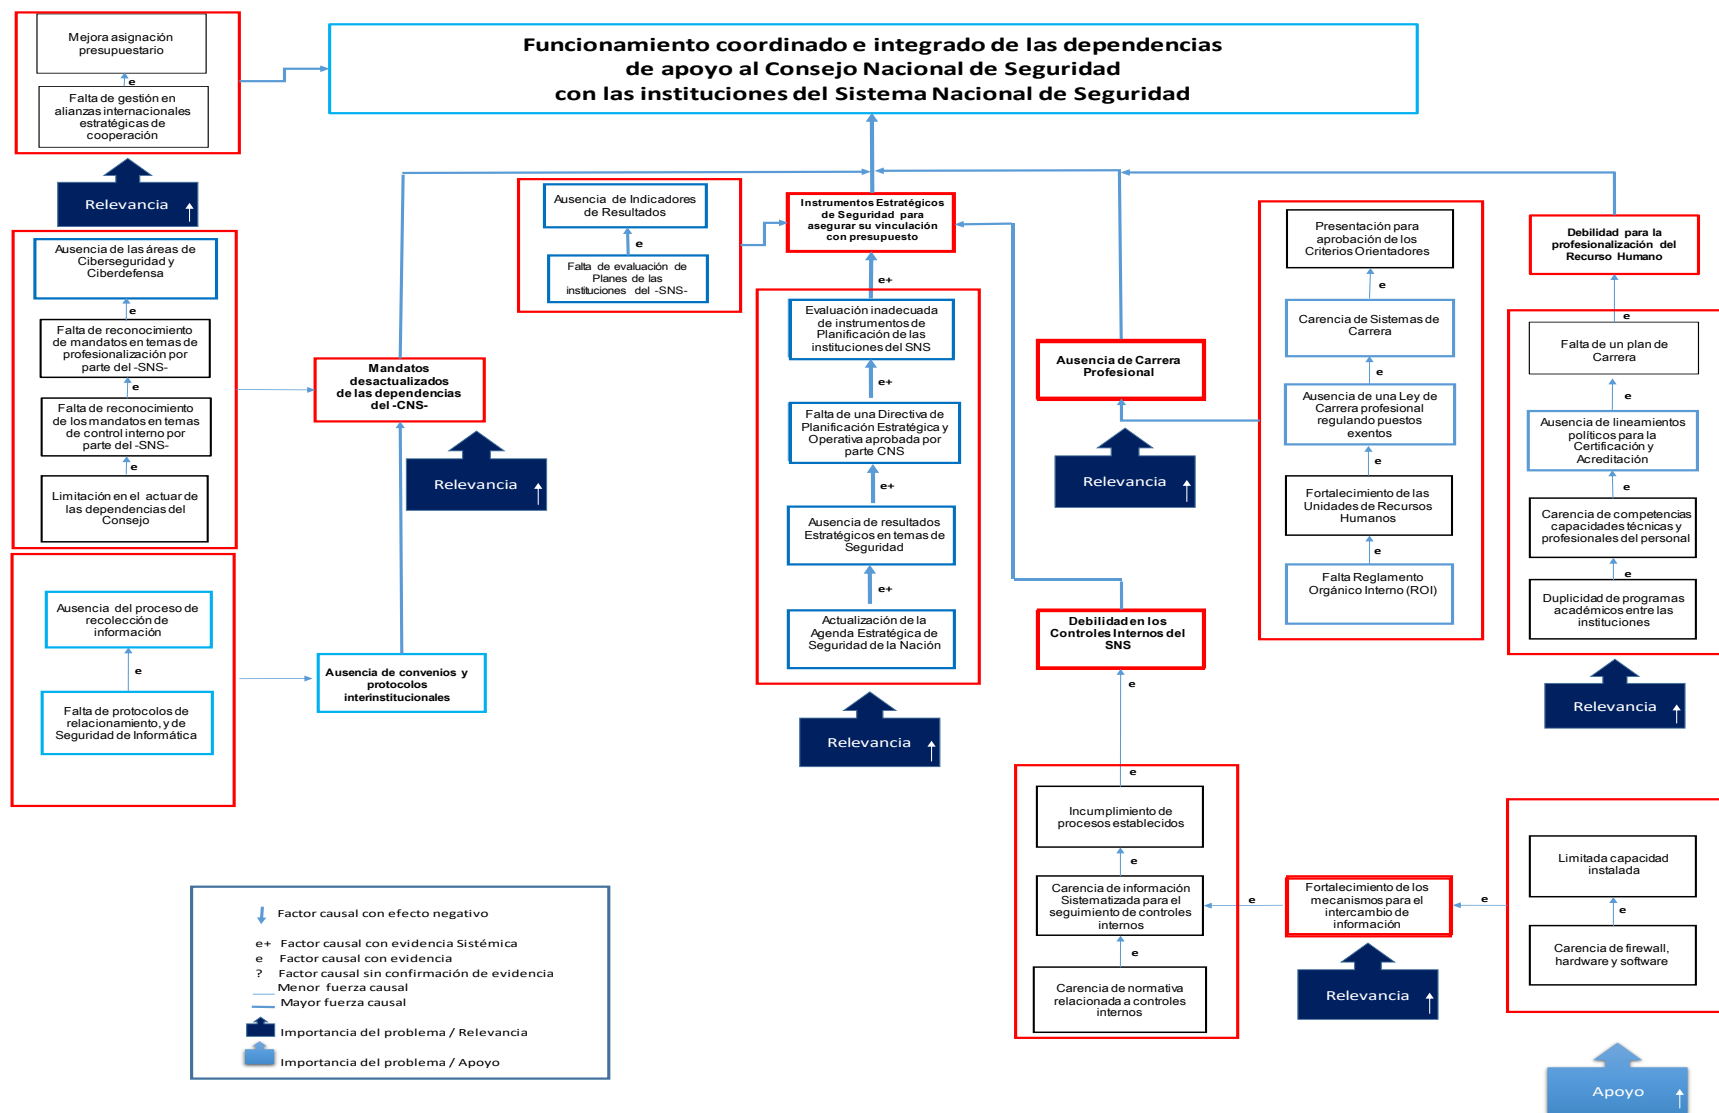 Mejora asignación
presupuestario
e
Falta de gestión en
alianzas internacionales
estratégicas de
cooperación
Relevancia
Funcionamiento coordinado e integrado de las dependencias
de apoyo al Consejo Nacional de Seguridad
con las instituciones del Sistema Nacional de Seguridad
Ausencia de las áreas de
Ciberseguridad y
Ciberdefensa
e
Falta de reconocimiento
de mandatos en temas de
profesionalización por
parte del -SNS-
e
Falta de reconocimiento
de los mandatos en temas
de control interno por
parte del -SNS-
e
Limitación en el actuar de
las dependencias del
Consejo
Ausencia del proceso de
recolección de
información
e
Falta de protocolos de
relacionamiento, y de
Seguridad de Informática
Mandatos
desactualizados
de las dependencias
del -CNS-
Relevancia
Ausencia de convenios y
protocolos
interinstitucionales
Ausencia de Indicadores
de Resultados
e
Falta de evaluación de
Planes de las
instituciones del -SNS-
Instrumentos Estratégicos
de Seguridad para
asegurar su vinculación
con presupuesto
e+
Evaluación inadecuada
de instrumentos de
Planificación de las
instituciones del SNS
e+
Falta de una Directiva de
Planificación Estratégica y
Operativa aprobada por
parte CNS
e+
Ausencia de resultados
Estratégicos en temas de
Seguridad
e+
Actualización de la
Agenda Estratégica de
Seguridad de la Nación
Relevancia
Ausencia de Carrera
Profesional
Relevancia
Presentación para
aprobación de los
Criterios Orientadores
e
Carencia de Sistemas de
Carrera
e
Ausencia de una Ley de
Carrera profesional
regulando puestos
exentos
e
Fortalecimiento de las
Unidades de Recursos
Humanos
e
Falta Reglamento
Orgánico Interno (ROI)
Debilidad para la
profesionalización del
Recurso Humano
e
Falta de un plan de
Carrera
e
Ausencia de lineamientos
políticos para la
Certificación y
Acreditación
e
Carencia de competencias
capacidades técnicas y
profesionales del personal
e
Duplicidad de programas
académicos entre las
instituciones
Relevancia
Debilidad en los
Controles Internos del
SNS
e
Incumplimiento de
procesos establecidos
e
Carencia de información
Sistematizada para el
seguimiento de controles
internos
e
Carencia de normativa
relacionada a controles
internos
e
Fortalecimiento de los
mecanismos para el
intercambio de
información
e
Relevancia
Limitada capacidad
instalada
e
Carencia de firewall,
hardware y software
Apoyo
Factor causal con efecto negativo
e+ Factor causal con evidencia Sistémica
e Factor causal con evidencia
? Factor causal sin confirmación de evidencia
Menor fuerza causal
Mayor fuerza causal
Importancia del problema / Relevancia
Importancia del problema / Apoyo